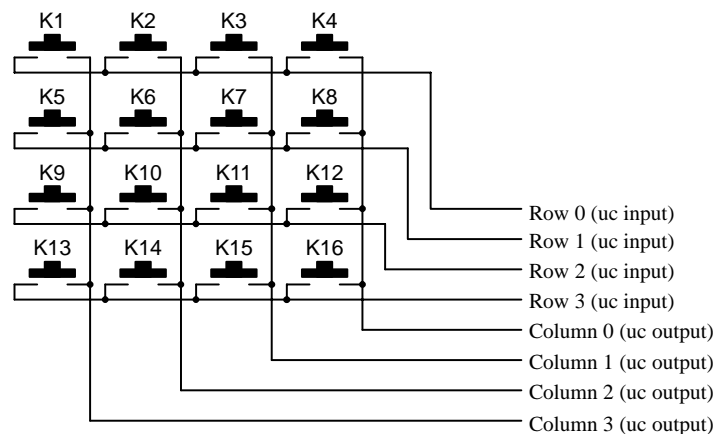 K1 K2 K3 K4
K5 K6 K7 K8
K9 K10 K11 K12
K13 K14 K15 K16
Row 0 (uc input)
Row 1 (uc input)
Row 2 (uc input)
Row 3 (uc input)
Column 0 (uc output)
Column 1 (uc output)
Column 2 (uc output)
Column 3 (uc output)